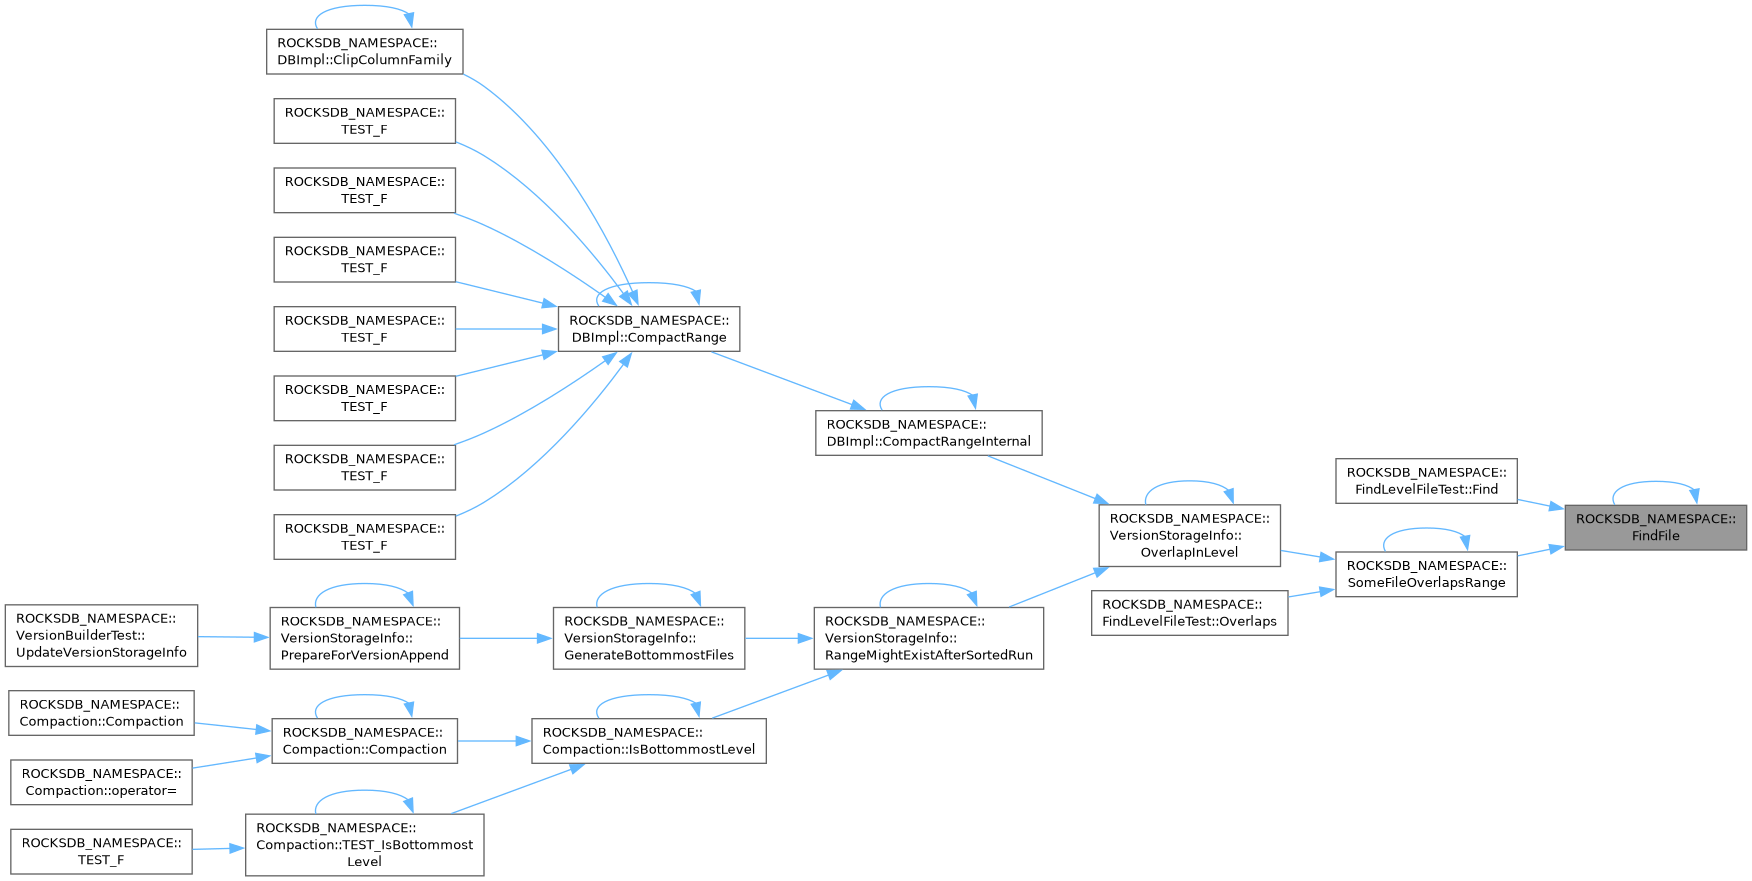 ROCKSDB_NAMESPACE::
DBImpl::ClipColumnFamily
ROCKSDB_NAMESPACE::
TEST_F
ROCKSDB_NAMESPACE::
TEST_F
ROCKSDB_NAMESPACE::
TEST_F
ROCKSDB_NAMESPACE::
TEST_F
ROCKSDB_NAMESPACE::
TEST_F
ROCKSDB_NAMESPACE::
TEST_F
ROCKSDB_NAMESPACE::
TEST_F
ROCKSDB_NAMESPACE::
DBImpl::CompactRange
ROCKSDB_NAMESPACE::
DBImpl::CompactRangeInternal
ROCKSDB_NAMESPACE::
FindLevelFileTest::Find
ROCKSDB_NAMESPACE::
FindFile
ROCKSDB_NAMESPACE::
VersionStorageInfo::
OverlapInLevel
ROCKSDB_NAMESPACE::
SomeFileOverlapsRange
ROCKSDB_NAMESPACE::
FindLevelFileTest::Overlaps
ROCKSDB_NAMESPACE::
VersionBuilderTest::
UpdateVersionStorageInfo
ROCKSDB_NAMESPACE::
VersionStorageInfo::
PrepareForVersionAppend
ROCKSDB_NAMESPACE::
VersionStorageInfo::
GenerateBottommostFiles
ROCKSDB_NAMESPACE::
VersionStorageInfo::
RangeMightExistAfterSortedRun
ROCKSDB_NAMESPACE::
Compaction::Compaction
ROCKSDB_NAMESPACE::
Compaction::Compaction
ROCKSDB_NAMESPACE::
Compaction::IsBottommostLevel
ROCKSDB_NAMESPACE::
Compaction::operator=
ROCKSDB_NAMESPACE::
Compaction::TEST_IsBottommost
Level
ROCKSDB_NAMESPACE::
TEST_F